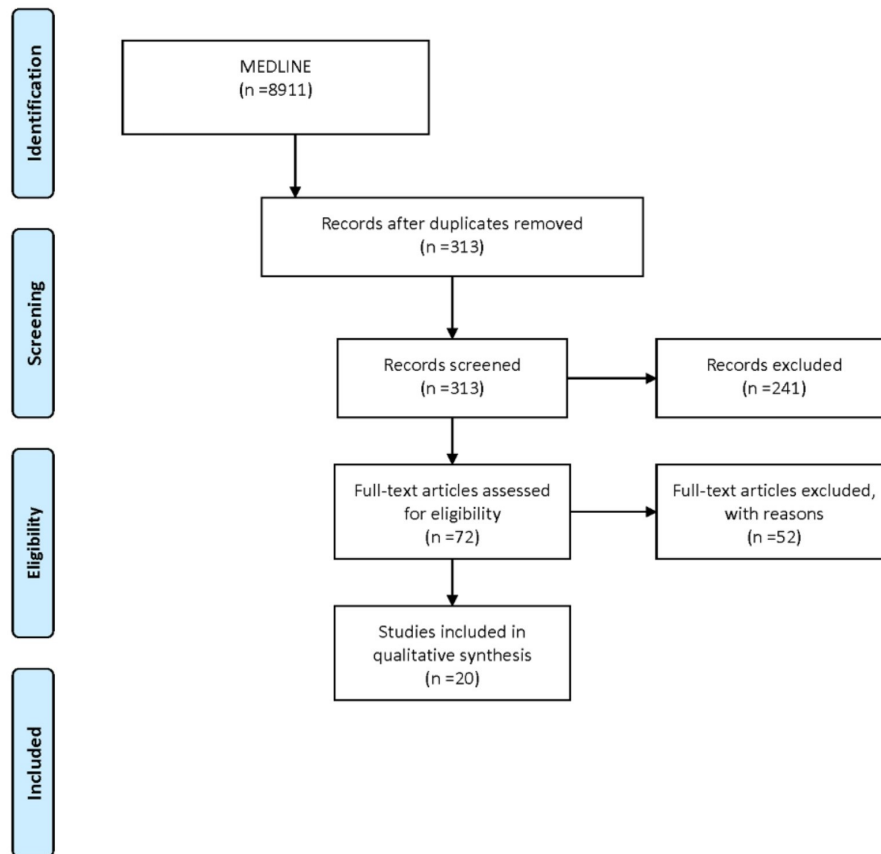 Identification
MEDLINE
(n =8911)
Records after duplicates removed
(n =313)
Screening
Records screened
(n =313)
Records excluded
(n =241)
Eligibility
Full-text articles assessed
for eligibility
(n =72)
Full-text articles excluded,
with reasons
(n =52)
Studies included in
qualitative synthesis
(n =20)
Included